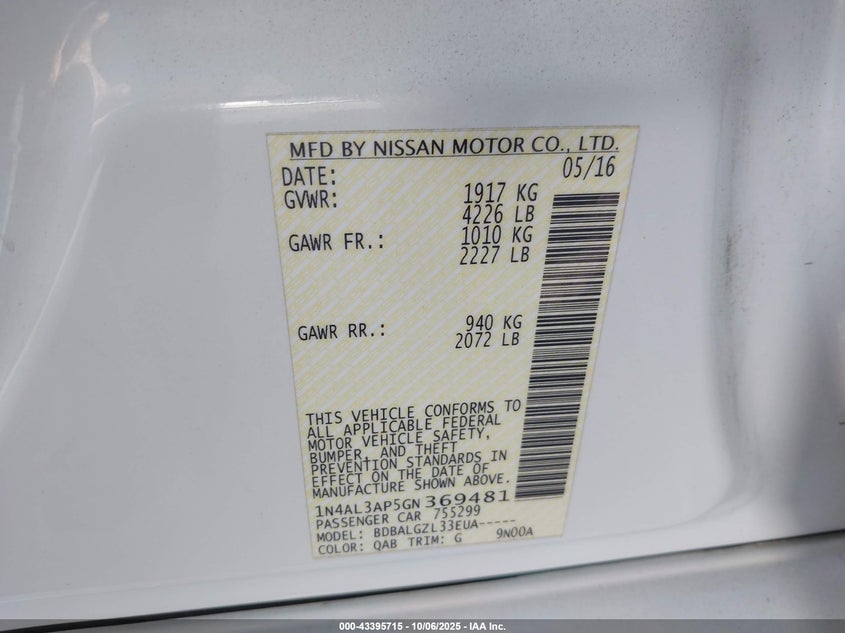 MFD BY NISSAN MOTOR CO., LTD.
DATE: 05/16
GVWR: 1917 KG
4226 LB
GAWR FR.: 1010 KG
2227 LB
GAWR RR.: 940 KG
2072 LB
THIS VEHICLE CONFORMS TO
ALL APPLICABLE FEDERAL
MOTOR VEHICLE SAFETY,
BUMPER, AND THEFT
PREVENTION STANDARDS IN
EFFECT ON THE DATE OF
MANUFACTURE SHOWN ABOVE.
1N4AL3AP5GN369481
PASSENGER CAR 755299
MODEL: BDBALGZL33EUA-----
COLOR: QAB TRIM: G 9N00A
000-43395715 - 10/06/2025 - IAA Inc.